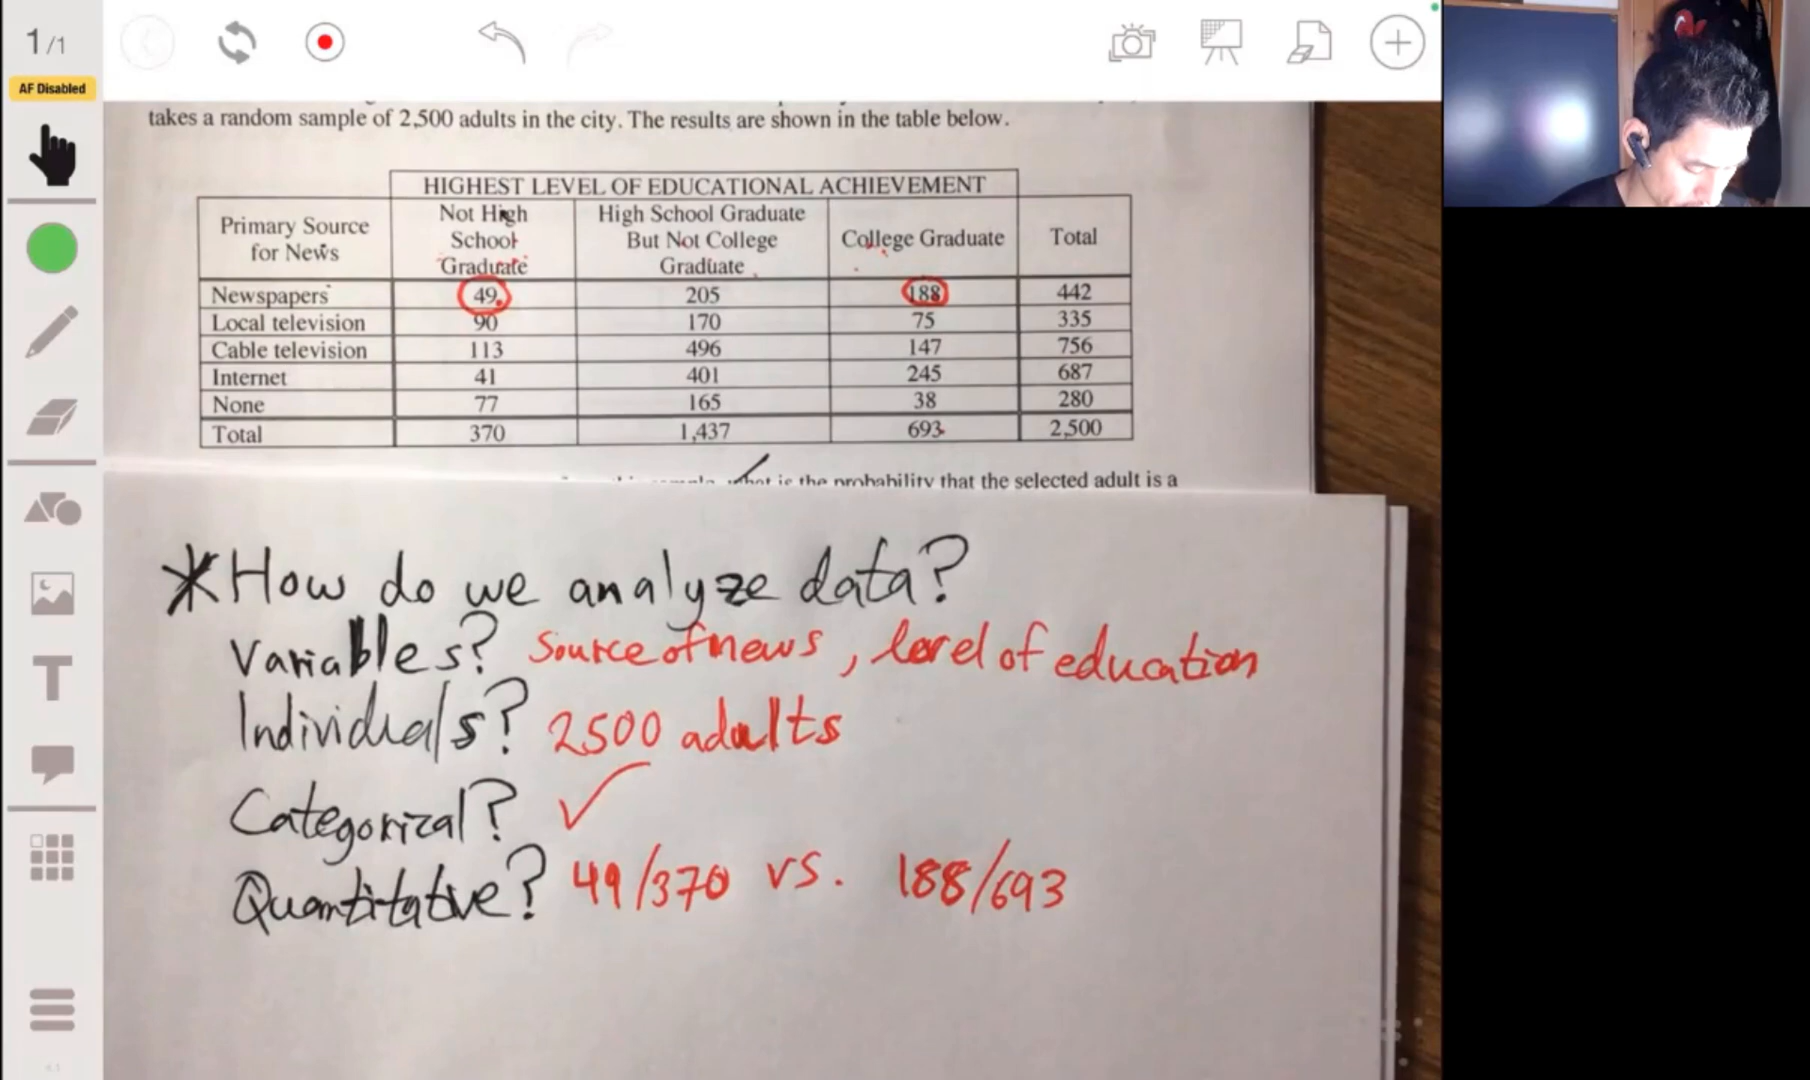 1/1
AF Disabled
takes a random sample of 2,500 adults in the city. The results are shown in the table below.
HIGHEST LEVEL OF EDUCATIONAL ACHIEVEMENT
Primary Source for News Not High School Graduate High School Graduate But Not College Graduate College Graduate Total
Newspapers 49 205 188 442
Local television 90 170 75 335
Cable television 113 496 147 756
Internet 41 401 245 687
None 77 165 38 280
Total 370 1,437 693 2,500
is the probability that the selected adult is a
*How do we analyze data?
Variables? Source of news, level of education
Individuals? 2500 adults
Categorical? ✓
Quantitative? 49/370 vs. 188/693
T